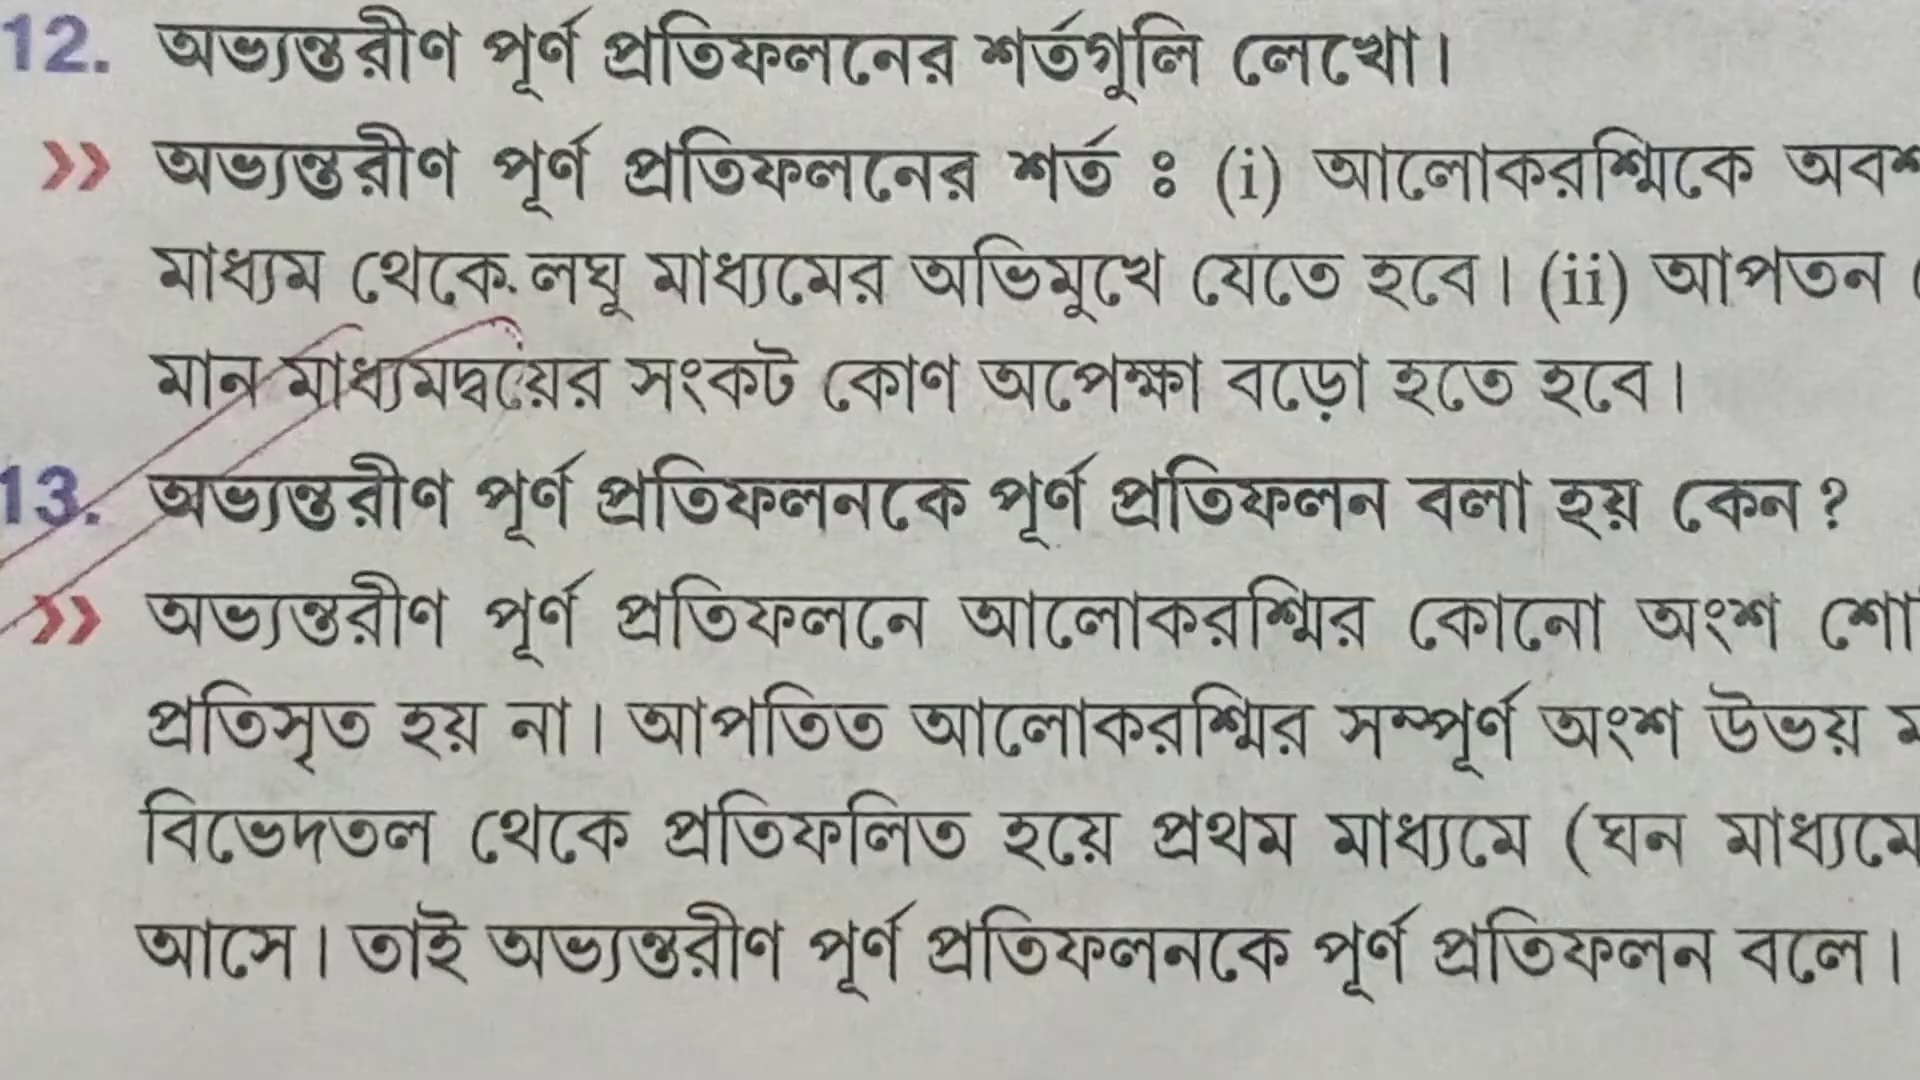 12. অভ্যন্তরীণ পূর্ণ প্রতিফলনের শর্তগুলি লেখো।
>> অভ্যন্তরীণ পূর্ণ প্রতিফলনের শর্ত : (i) আলোকরশ্মিকে
মাধ্যম থেকে লঘু মাধ্যমের অভিমুখে যেতে হবে। (ii) আপতন
মান মাধ্যমদ্বয়ের সংকট কোণ অপেক্ষা বড়ো হতে হবে।
13. অভ্যন্তরীণ পূর্ণ প্রতিফলনকে পূর্ণ প্রতিফলন বলা হয় কেন?
>> অভ্যন্তরীণ পূর্ণ প্রতিফলনে আলোকরশ্মির কোনো অংশ
প্রতিসৃত হয় না। আপতিত আলোকরশ্মির সম্পূর্ণ অংশ উভয়
বিভেদতল থেকে প্রতিফলিত হয়ে প্রথম মাধ্যমে (ঘন মাধ্যমে
আসে। তাই অভ্যন্তরীণ পূর্ণ প্রতিফলনকে পূর্ণ প্রতিফলন বলে।